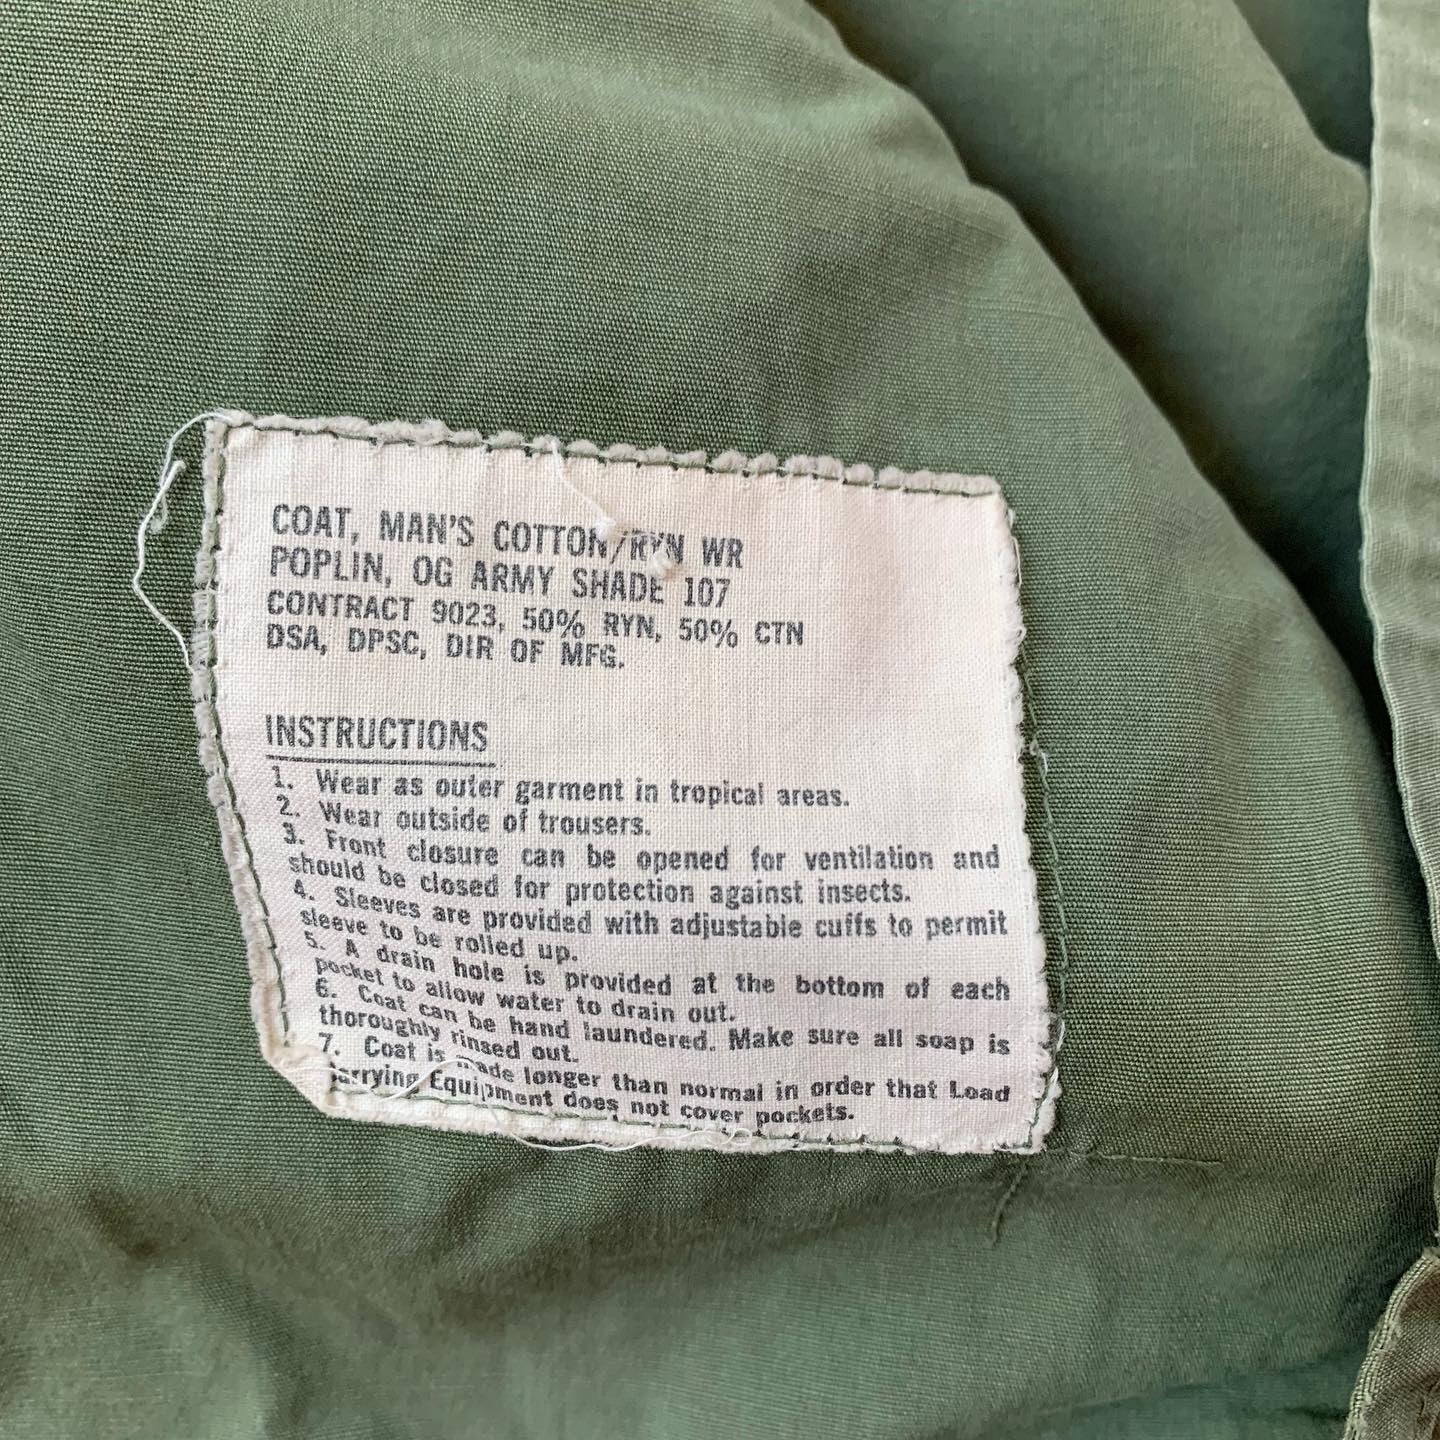 COAT, MAN'S COTTON/RYN WR
POPLIN, OG ARMY SHADE 107
CONTRACT 9023, 50% RYN, 50% CTN
DSA, DPSC, DIR OF MFG.
INSTRUCTIONS
1. Wear as outer garment in tropical areas.
2. Wear outside of trousers.
3. Front closure can be opened for ventilation and
should be closed for protection against insects.
4. Sleeves are provided with adjustable cuffs to permit
sleeve to be rolled up.
5. A drain hole is provided at the bottom of each
pocket to allow water to drain out.
6. Coat can be hand laundered. Make sure all soap is
thoroughly rinsed out.
7. Coat is made longer than normal in order that Load
Carrying Equipment does not cover pockets.